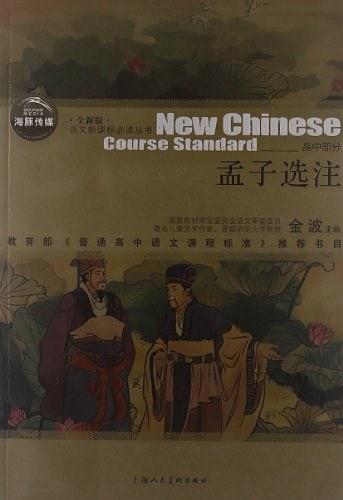 DOLPHIN MEDIA
海豚传媒
·全新版·
语文新课标必读丛书
New Chinese
Course Standard
高中部分
孟子选注
国家教材审定委员会语文审查委员
著名儿童文学作家、首都师范大学教授
金波 主编
教育部《普通高中语文课程标准》推荐书目
上海人民美術出版社